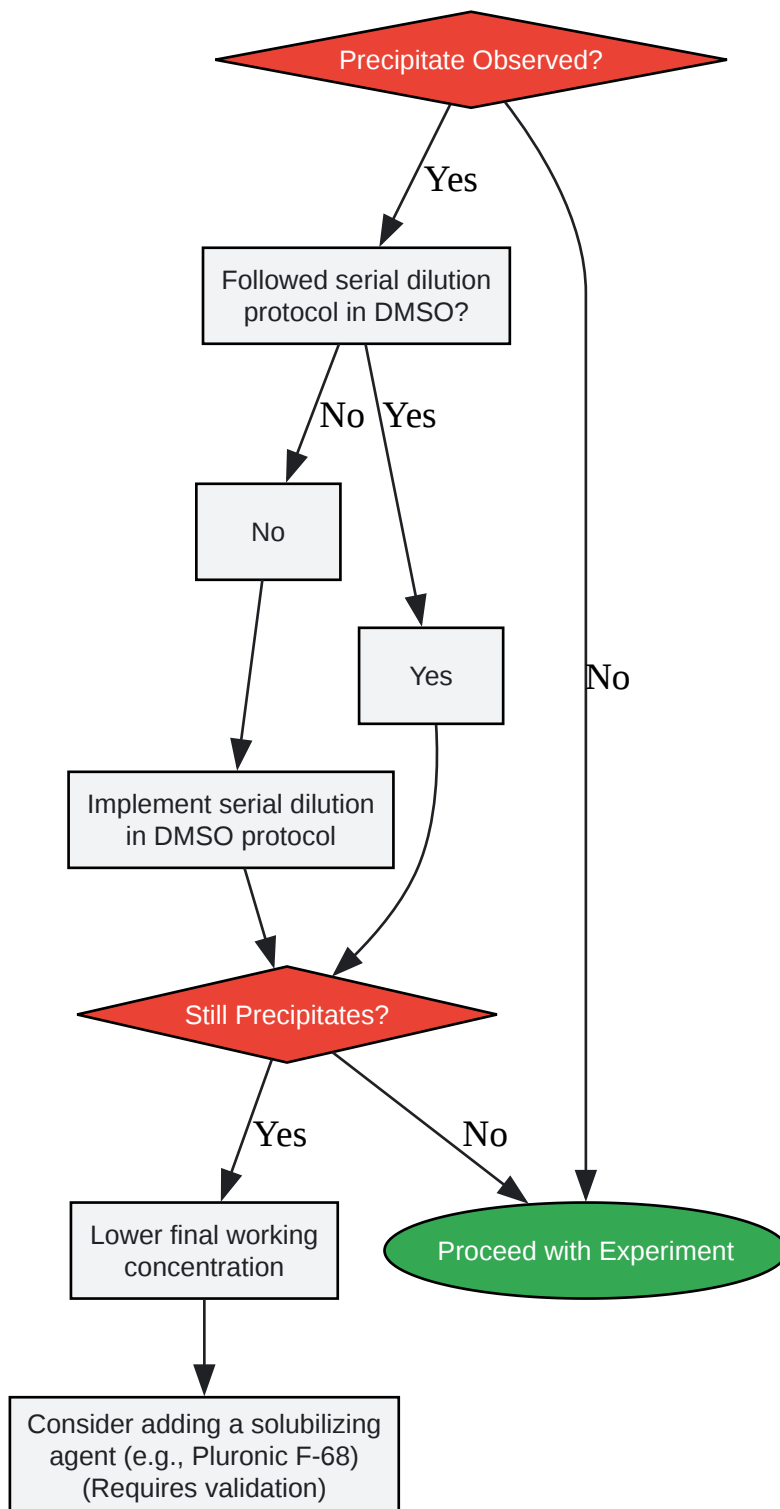 Precipitate Observed?
Yes
Followed serial dilution
protocol in DMSO?
No
Yes
No
Yes
No
Implement serial dilution
in DMSO protocol
Still Precipitates?
Yes
No
Lower final working
concentration
Proceed with Experiment
Consider adding a solubilizing
agent (e.g., Pluronic F-68)
(Requires validation)